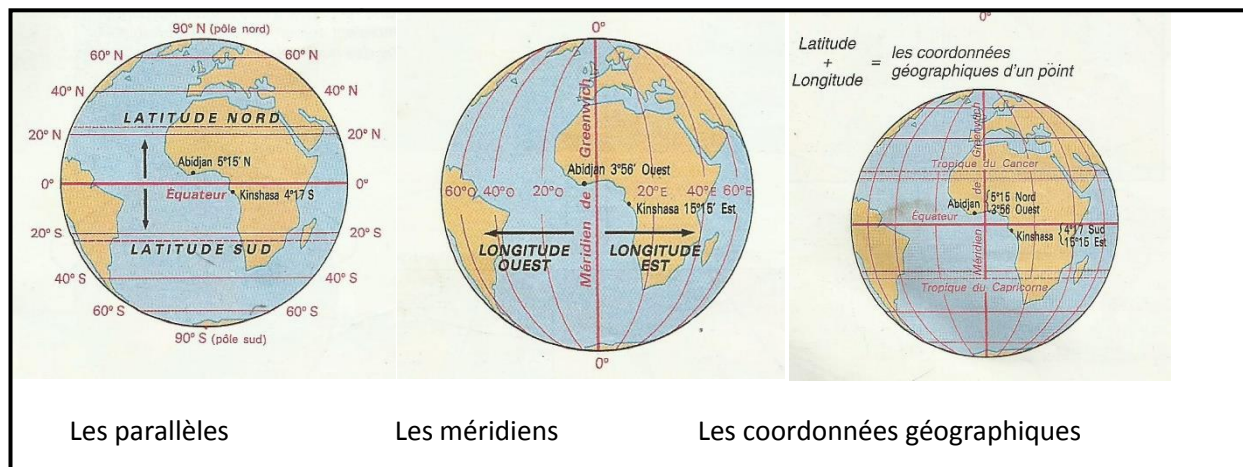 90° N (pôle nord)
60° N
60° N
40° N
40° N
LATITUDE NORD
20° N
20° N
Abidjan 5°15' N
0°
0°
Équateur
Kinshasa 4°17 S
20° S
20° S
LATITUDE SUD
40° S
40° S
60° S
60° S
90° S (pôle sud)
0°
Méridien de Greenwich
Abidjan 3°56' Ouest
60°O 40°O 20°O 20°E 40°E 60°E
Kinshasa 15°15' Est
LONGITUDE OUEST
LONGITUDE EST
0°
0°
Latitude
+
Longitude
= les coordonnées
géographiques d'un point
Méridien de Greenwich
Tropique du Cancer
Abidjan { 5°15 Nord
3°56 Ouest
Équateur
Kinshasa { 4°17 Sud
15°15 Est
Tropique du Capricorne
0°
Les parallèles
Les méridiens
Les coordonnées géographiques